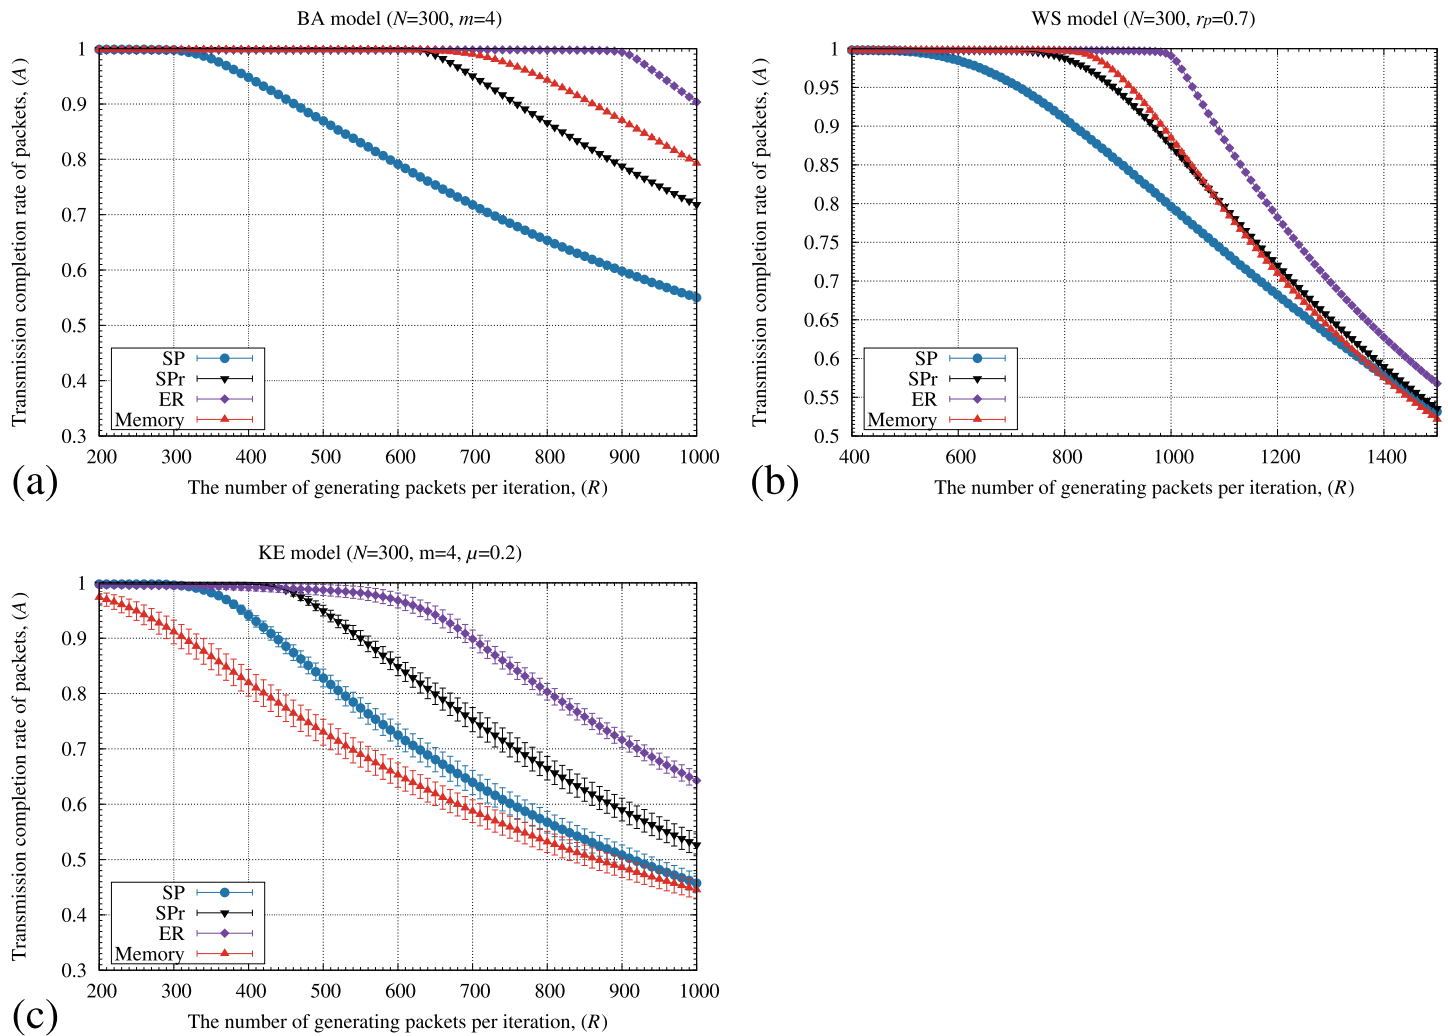 BA model (N=300, m=4)
Transmission completion rate of packets, (A)
1
0.9
0.8
0.7
0.6
0.5
0.4
0.3
SP
SPr
ER
Memory
200 300 400 500 600 700 800 900 1000
The number of generating packets per iteration, (R)
(a)
WS model (N=300, rp=0.7)
Transmission completion rate of packets, (A)
1
0.95
0.9
0.85
0.8
0.75
0.7
0.65
0.6
0.55
0.5
SP
SPr
ER
Memory
400 600 800 1000 1200 1400
The number of generating packets per iteration, (R)
(b)
KE model (N=300, m=4, μ=0.2)
Transmission completion rate of packets, (A)
1
0.9
0.8
0.7
0.6
0.5
0.4
0.3
SP
SPr
ER
Memory
200 300 400 500 600 700 800 900 1000
The number of generating packets per iteration, (R)
(c)